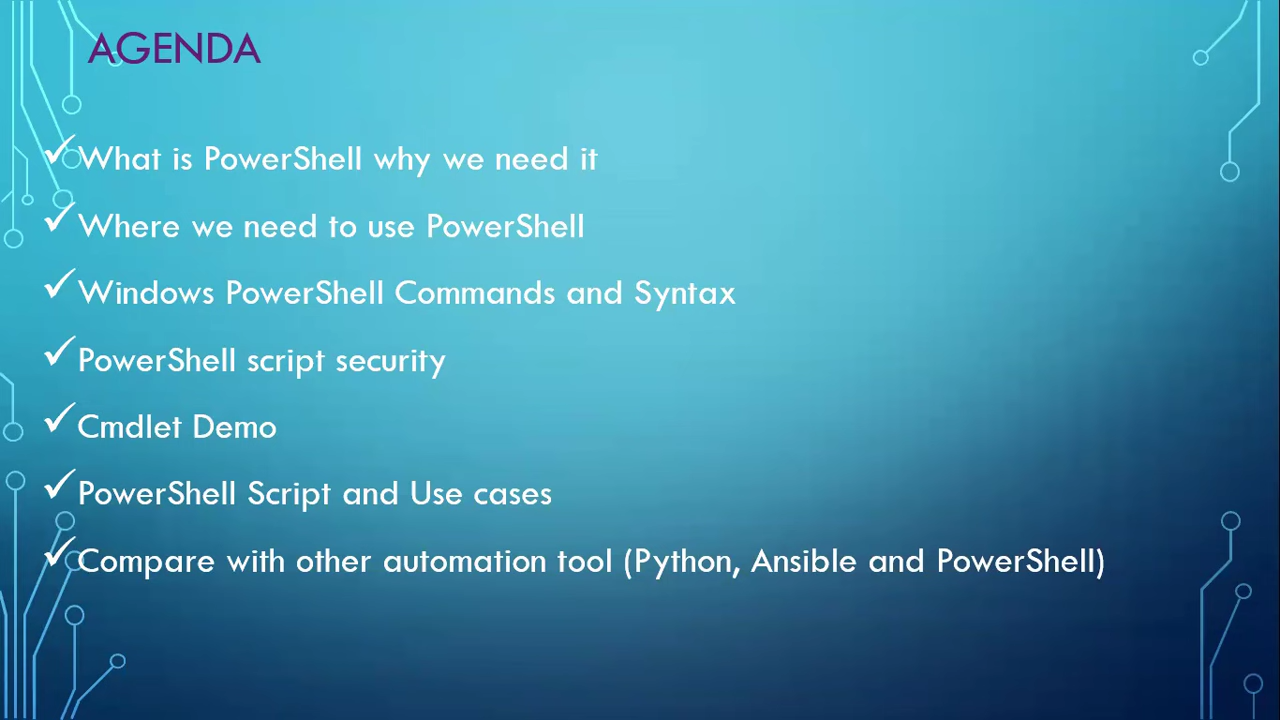 AGENDA
✓What is PowerShell why we need it
✓Where we need to use PowerShell
✓Windows PowerShell Commands and Syntax
✓PowerShell script security
✓Cmdlet Demo
✓PowerShell Script and Use cases
✓Compare with other automation tool (Python, Ansible and PowerShell)